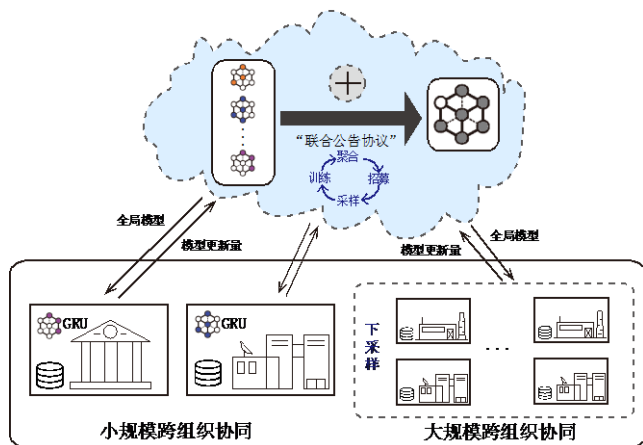 “联合公告协议”
聚合
训练
招募
采样
全局模型
模型更新量
模型更新量
全局模型
GRU
GRU
下
采
样
...
小规模跨组织协同
大规模跨组织协同